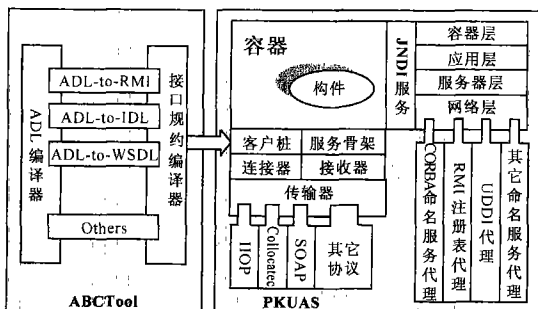 ADL编译器
ADL-to-RMI
ADL-to-IDL
ADL-to-WSDL
Others
接口规约编译器
ABCTool
容器
构件
JNDI服务
容器层
应用层
服务器层
网络层
客户桩
服务骨架
连接器
接收器
传输器
IIOP
Collocatec
SOAP
其它协议
CORBA命名服务代理
RMI注册表代理
UDDI代理
其它命名服务代理
PKUAS